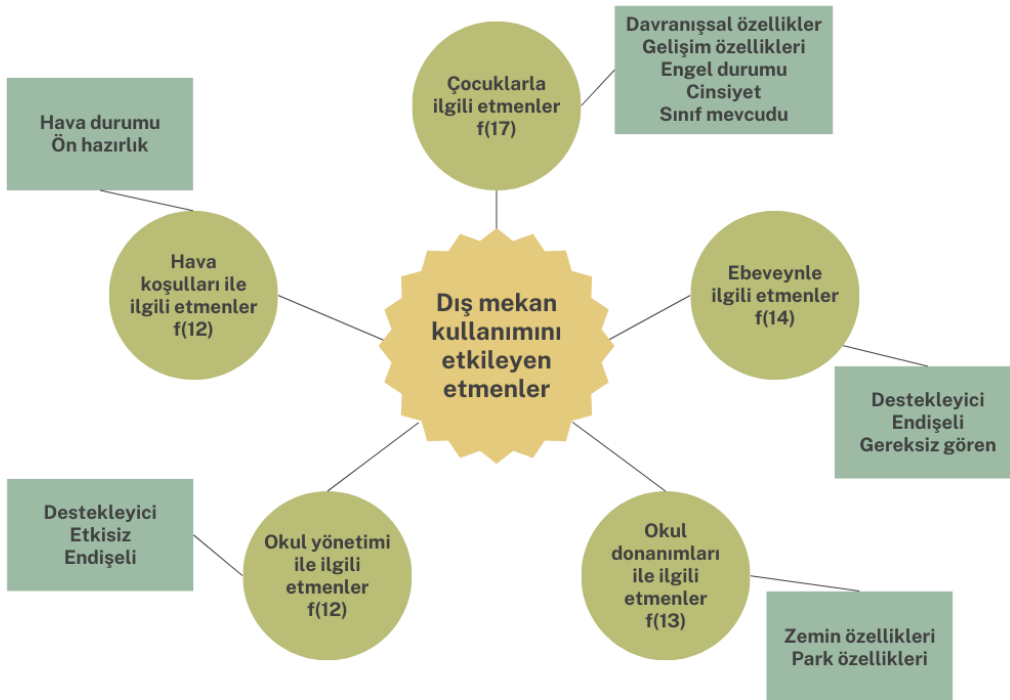 Davranışsal özellikler
Gelişim özellikleri
Engel durumu
Cinsiyet
Sınıf mevcudu
Çocuklarla
ilgili etmenler
f(17)
Hava durumu
Ön hazırlık
Hava
koşulları ile
ilgili etmenler
f(12)
Ebeveynle
ilgili etmenler
f(14)
Dış mekan
kullanımını
etkileyen
etmenler
Destekleyici
Endişeli
Gereksiz gören
Destekleyici
Etkisiz
Endişeli
Okul yönetimi
ile ilgili
etmenler
f(12)
Okul
donanımları
ile ilgili
etmenler
f(13)
Zemin özellikleri
Park özellikleri